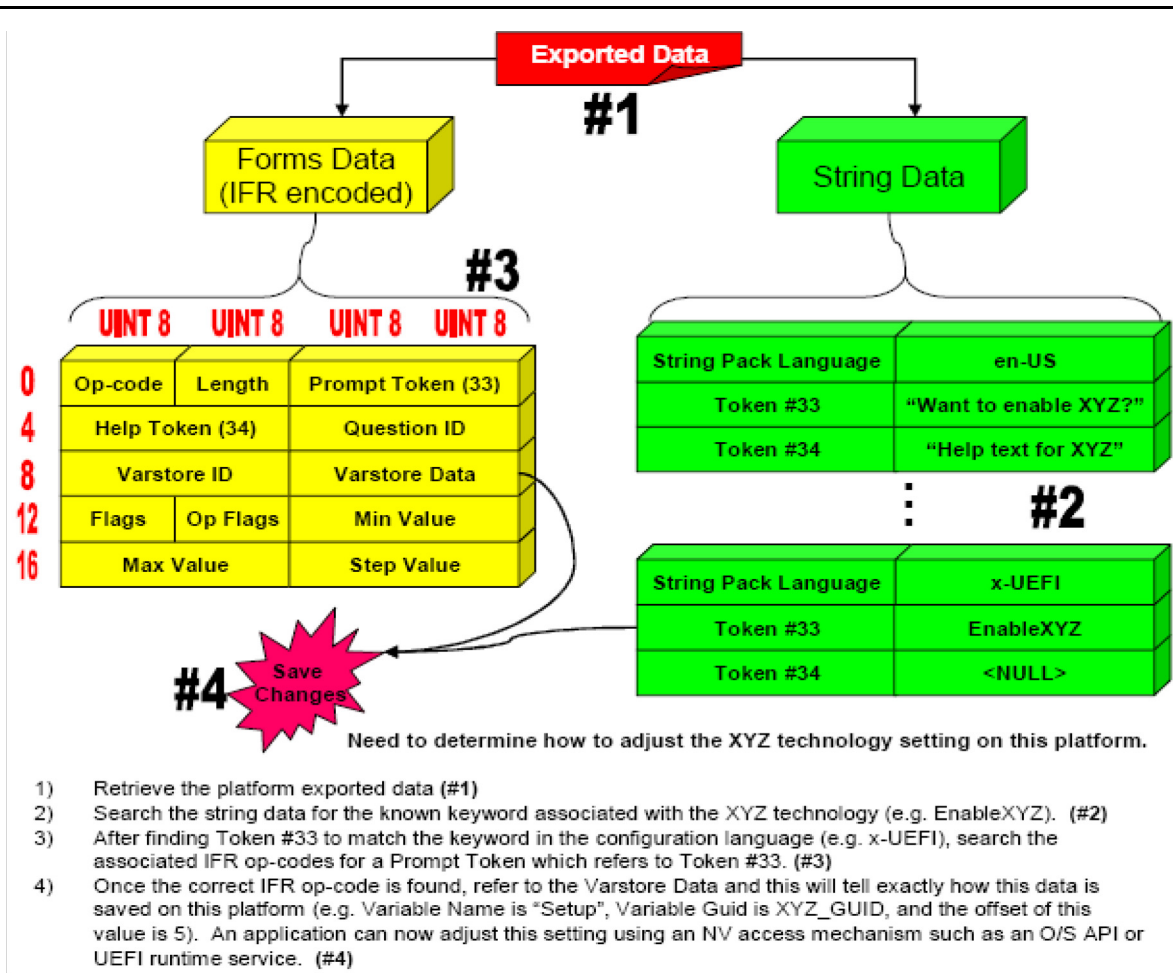 Exported Data
#1
Forms Data
(IFR encoded)
String Data
#3
UINT 8 UINT 8 UINT 8 UINT 8
0 Op-code Length Prompt Token (33)
4 Help Token (34) Question ID
8 Varstore ID Varstore Data
12 Flags Op Flags Min Value
16 Max Value Step Value
String Pack Language en-US
Token #33 “Want to enable XYZ?”
Token #34 “Help text for XYZ”
#2
String Pack Language x-UEFI
Token #33 EnableXYZ
Token #34 <NULL>
#4
Save
Changes
Need to determine how to adjust the XYZ technology setting on this platform.
1) Retrieve the platform exported data (#1)
2) Search the string data for the known keyword associated with the XYZ technology (e.g. EnableXYZ). (#2)
3) After finding Token #33 to match the keyword in the configuration language (e.g. x-UEFI), search the
associated IFR op-codes for a Prompt Token which refers to Token #33. (#3)
4) Once the correct IFR op-code is found, refer to the Varstore Data and this will tell exactly how this data is
saved on this platform (e.g. Variable Name is “Setup”, Variable Guid is XYZ_GUID, and the offset of this
value is 5). An application can now adjust this setting using an NV access mechanism such as an O/S API or
UEFI runtime service. (#4)